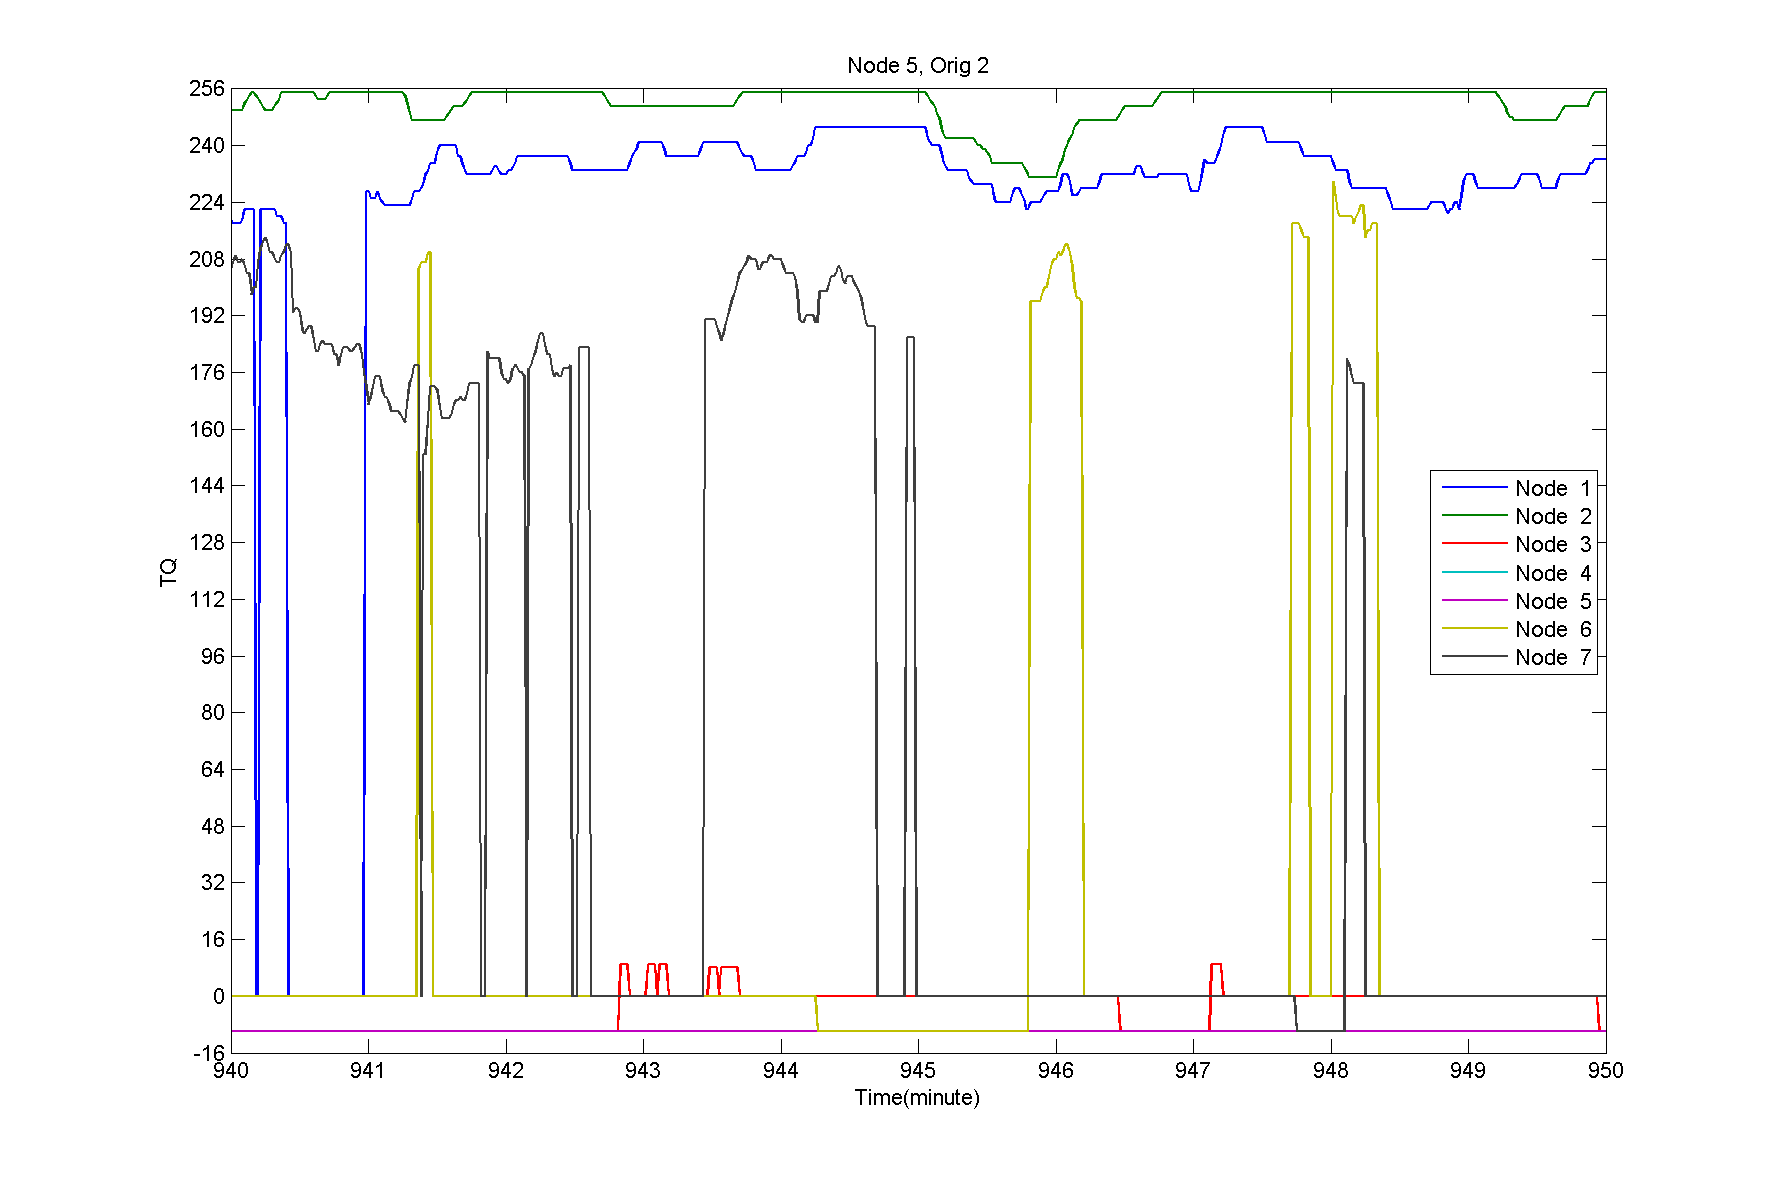 Node 5, Orig 2
256
240
224
208
192
176
160
144
128
112
96
80
64
48
32
16
0
-16
TQ
Node 1
Node 2
Node 3
Node 4
Node 5
Node 6
Node 7
940 941 942 943 944 945 946 947 948 949 950
Time(minute)